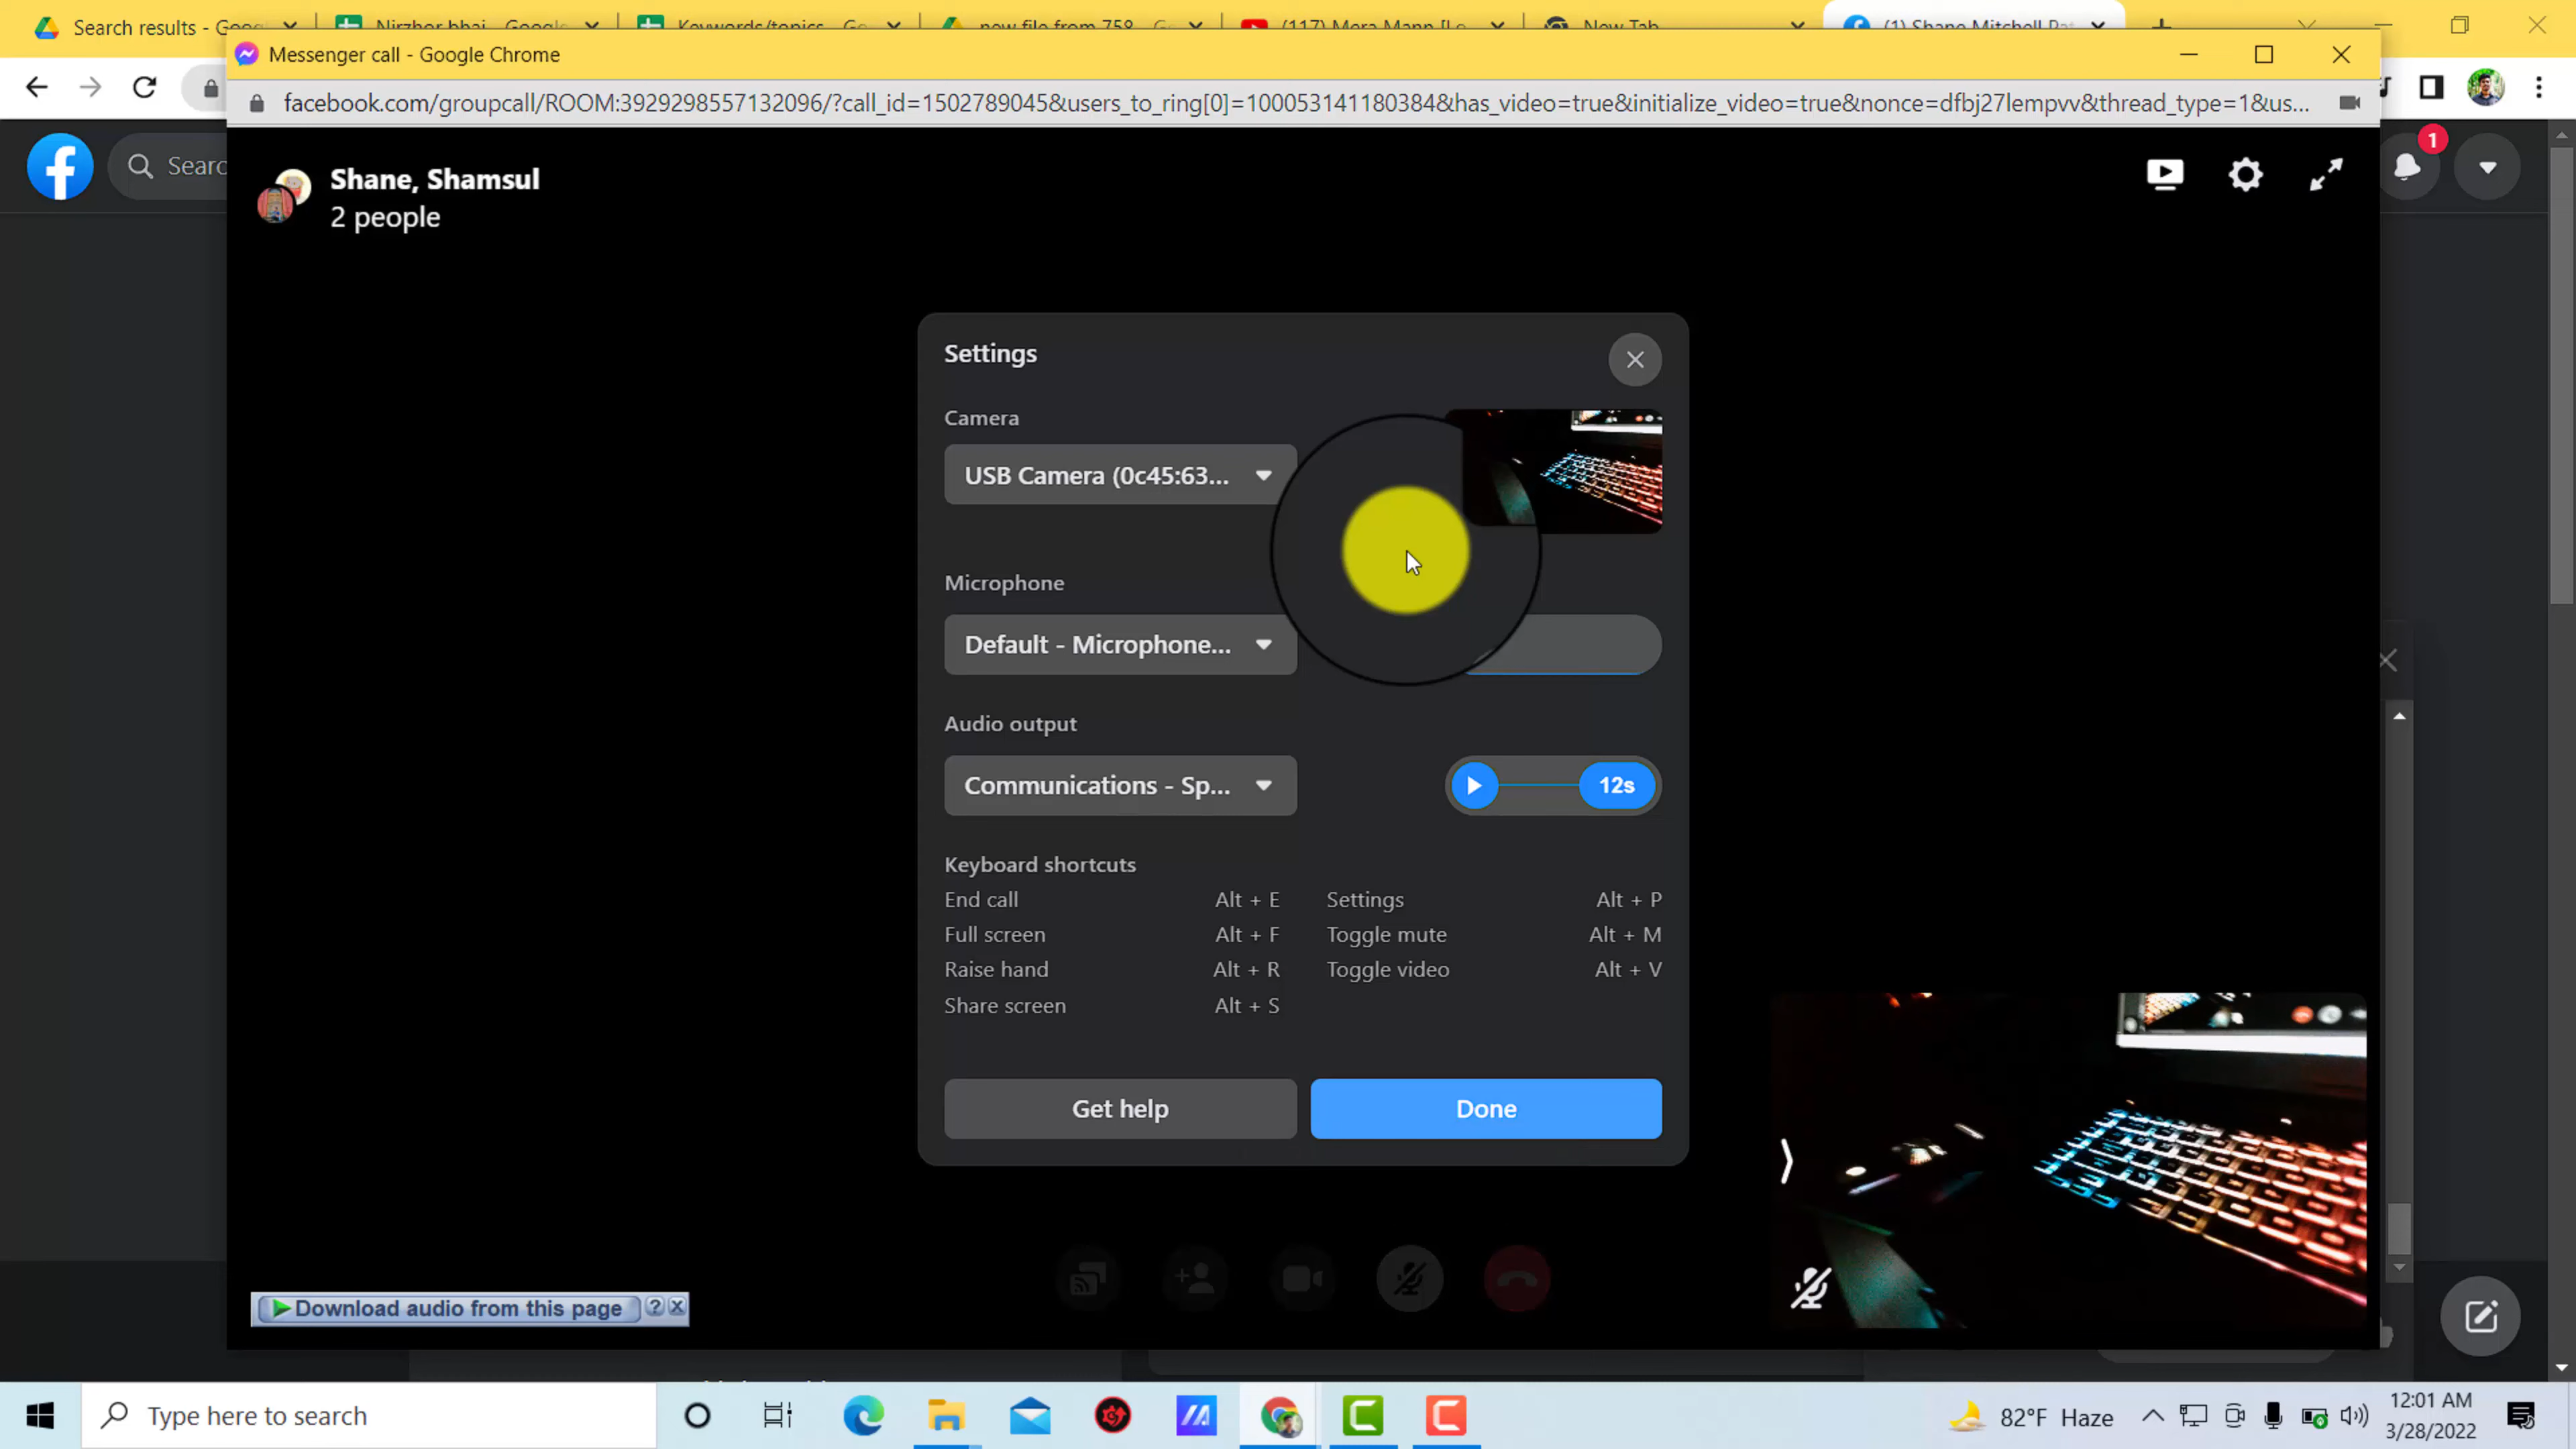 Search results - G
Nirzhor bhai - Google
Keywords/topics - Go
new file from 758 - G
(117) Mera Mann [Lo
New Tab
(1) Shane Mitchell Pat
Messenger call - Google Chrome
facebook.com/groupcall/ROOM:3929298557132096/?call_id=1502789045&users_to_ring[0]=100053141180384&has_video=true&initialize_video=true&nonce=dfbj27lempvv&thread_type=1&us...
Searc
1
Shane, Shamsul
2 people
Settings
Camera
USB Camera (0c45:63...
Microphone
Default - Microphone...
Audio output
Communications - Sp...
12s
Keyboard shortcuts
End call Alt + E Settings Alt + P
Full screen Alt + F Toggle mute Alt + M
Raise hand Alt + R Toggle video Alt + V
Share screen Alt + S
Get help
Done
Download audio from this page
Type here to search
82°F Haze
12:01 AM
3/28/2022